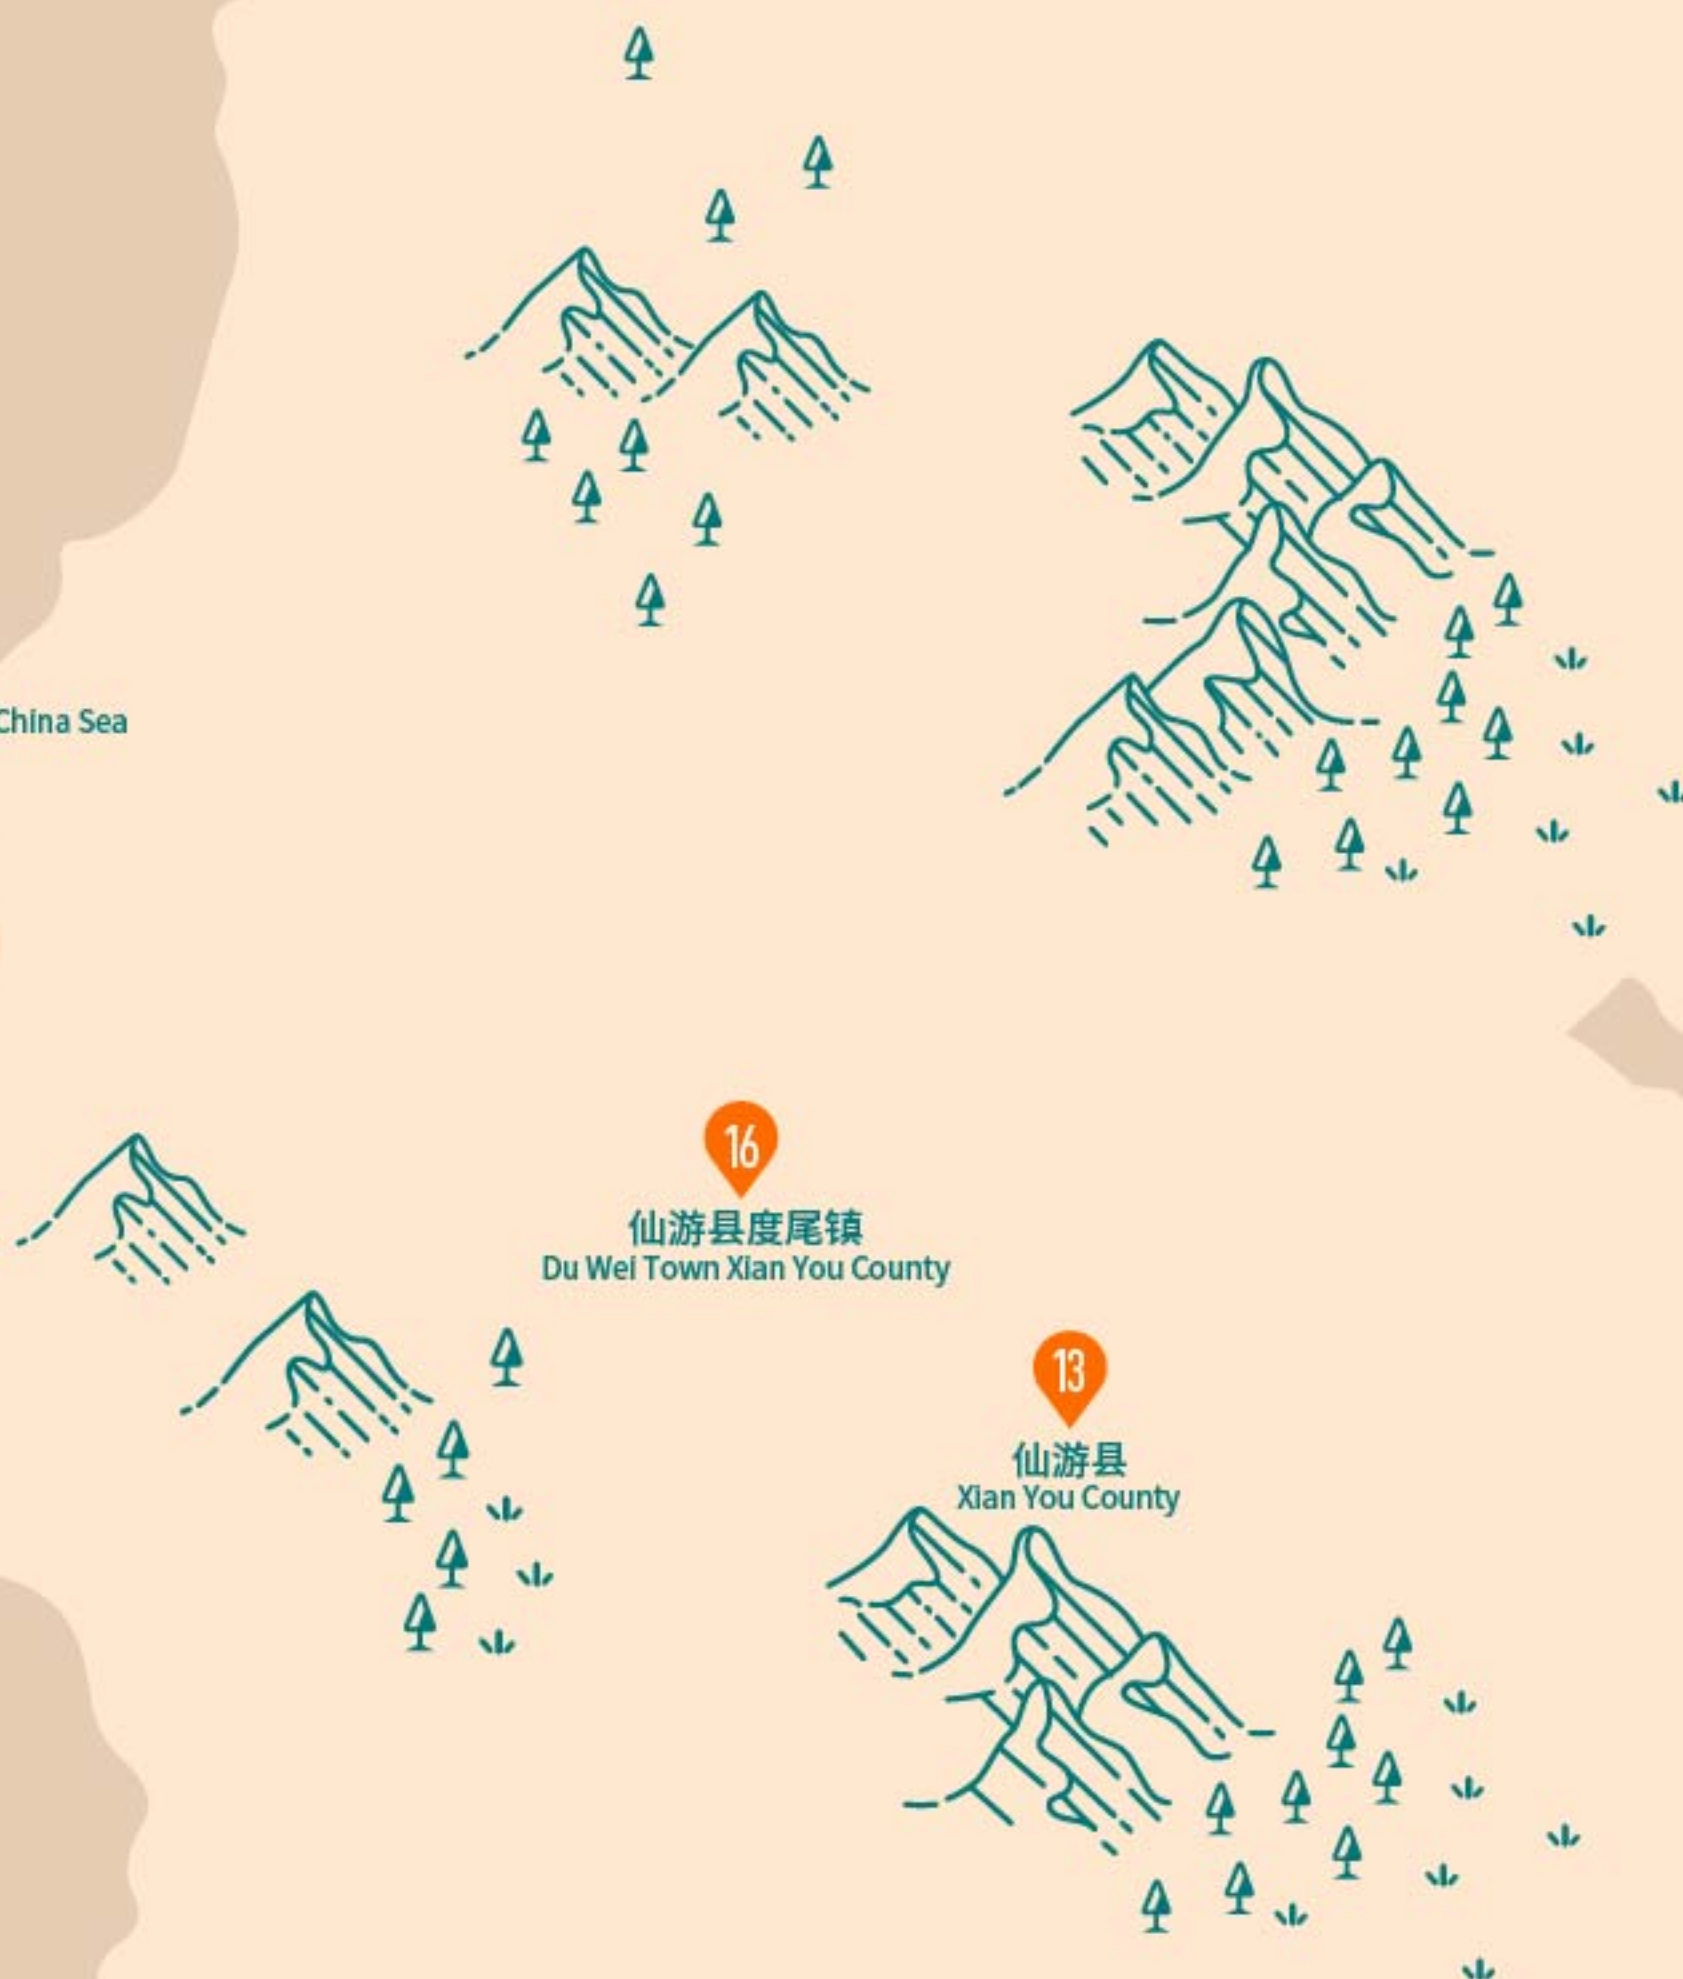 China Sea
16
仙游县度尾镇
Du Wei Town Xian You County
13
仙游县
Xian You County